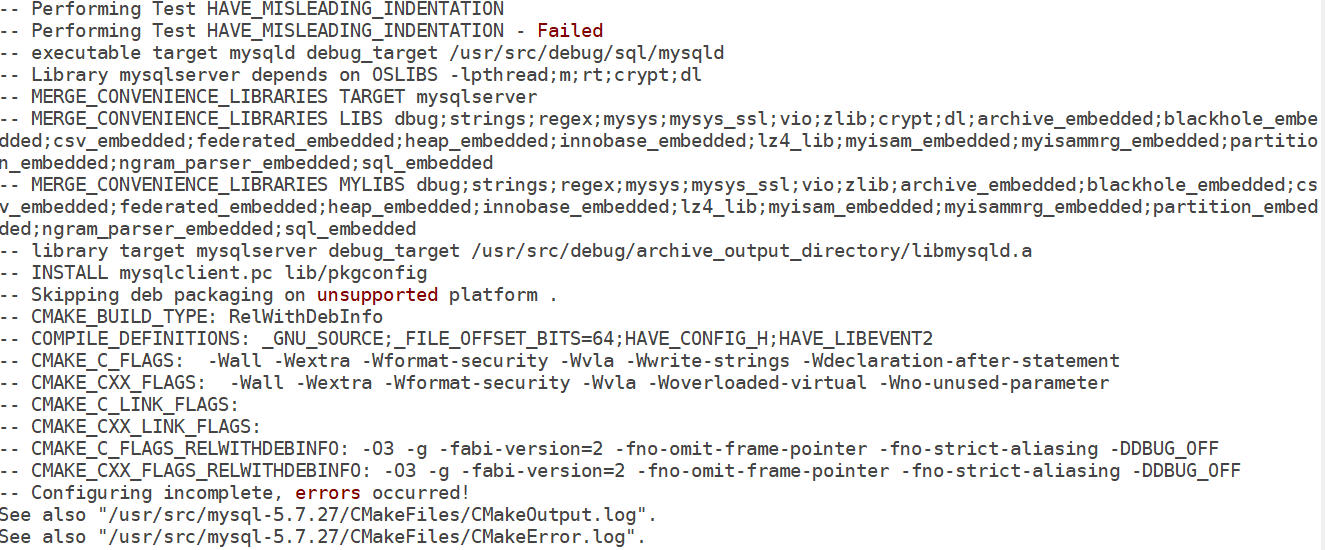 -- Performing Test HAVE_MISLEADING_INDENTATION
-- Performing Test HAVE_MISLEADING_INDENTATION - Failed
-- executable target mysqld debug_target /usr/src/debug/sql/mysqld
-- Library mysqlserver depends on OSLIBS -lpthread;m;rt;crypt;dl
-- MERGE_CONVENIENCE_LIBRARIES TARGET mysqlserver
-- MERGE_CONVENIENCE_LIBRARIES LIBS dbug;strings;regex;mysys;mysys_ssl;vio;zlib;crypt;dl;archive_embedded;blackhole_embe
dded;csv_embedded;federated_embedded;heap_embedded;innobase_embedded;lz4_lib;myisam_embedded;myisammrg_embedded;partitio
n_embedded;ngram_parser_embedded;sql_embedded
-- MERGE_CONVENIENCE_LIBRARIES MYLIBS dbug;strings;regex;mysys;mysys_ssl;vio;zlib;archive_embedded;blackhole_embedded;cs
v_embedded;federated_embedded;heap_embedded;innobase_embedded;lz4_lib;myisam_embedded;myisammrg_embedded;partition_embed
ded;ngram_parser_embedded;sql_embedded
-- library target mysqlserver debug_target /usr/src/debug/archive_output_directory/libmysqld.a
-- INSTALL mysqlclient.pc lib/pkgconfig
-- Skipping deb packaging on unsupported platform .
-- CMAKE_BUILD_TYPE: RelWithDebInfo
-- COMPILE_DEFINITIONS: _GNU_SOURCE;_FILE_OFFSET_BITS=64;HAVE_CONFIG_H;HAVE_LIBEVENT2
-- CMAKE_C_FLAGS:  -Wall -Wextra -Wformat-security -Wvla -Wwrite-strings -Wdeclaration-after-statement
-- CMAKE_CXX_FLAGS:  -Wall -Wextra -Wformat-security -Wvla -Woverloaded-virtual -Wno-unused-parameter
-- CMAKE_C_LINK_FLAGS:
-- CMAKE_CXX_LINK_FLAGS:
-- CMAKE_C_FLAGS_RELWITHDEBINFO: -O3 -g -fabi-version=2 -fno-omit-frame-pointer -fno-strict-aliasing -DDBUG_OFF
-- CMAKE_CXX_FLAGS_RELWITHDEBINFO: -O3 -g -fabi-version=2 -fno-omit-frame-pointer -fno-strict-aliasing -DDBUG_OFF
-- Configuring incomplete, errors occurred!
See also "/usr/src/mysql-5.7.27/CMakeFiles/CMakeOutput.log".
See also "/usr/src/mysql-5.7.27/CMakeFiles/CMakeError.log".